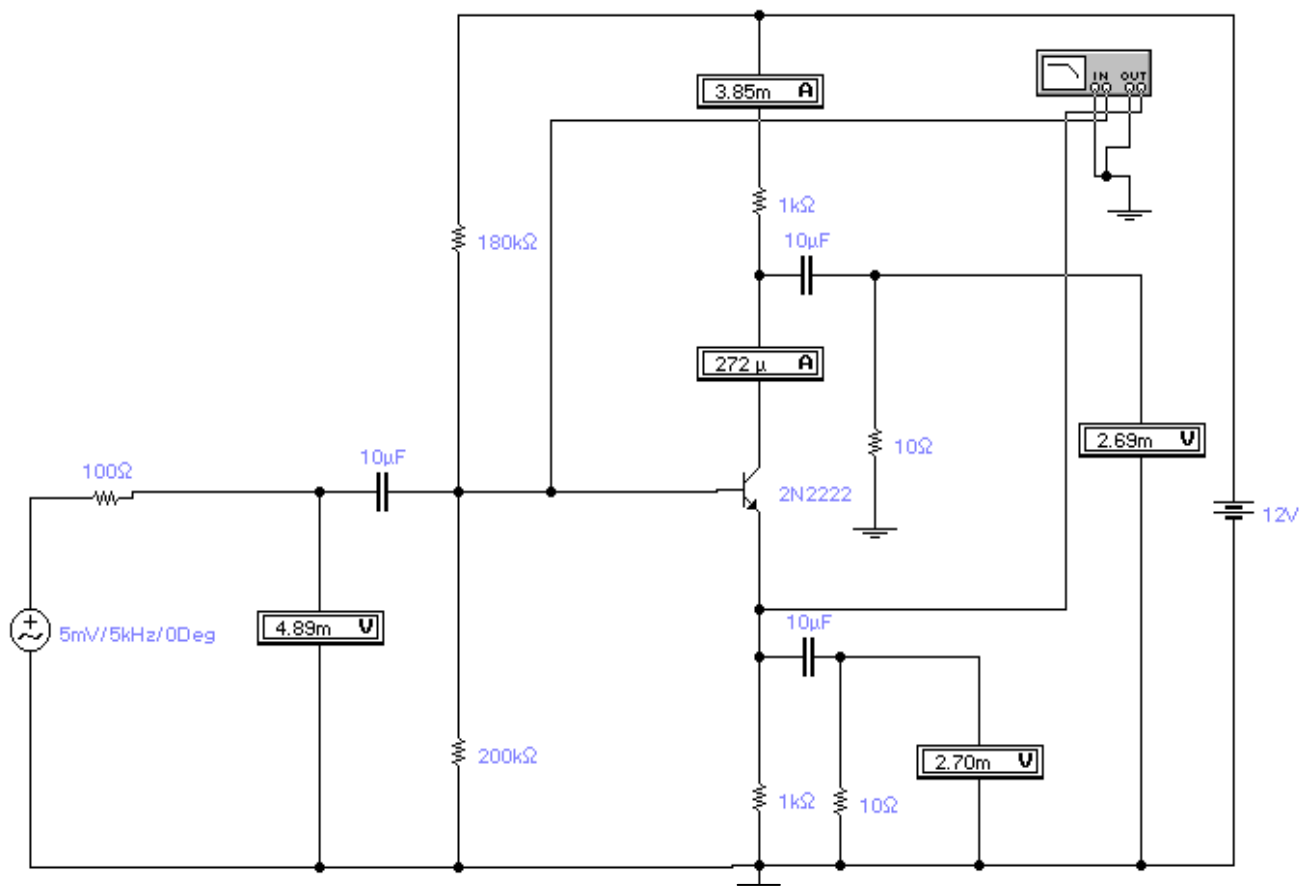 IN OUT
3.85m A
1kΩ
180kΩ
10µF
272 µ A
10Ω
2.69m V
10µF
100Ω
2N2222
12V
5mV/5kHz/0Deg
4.89m V
10µF
200kΩ
2.70m V
1kΩ
10Ω